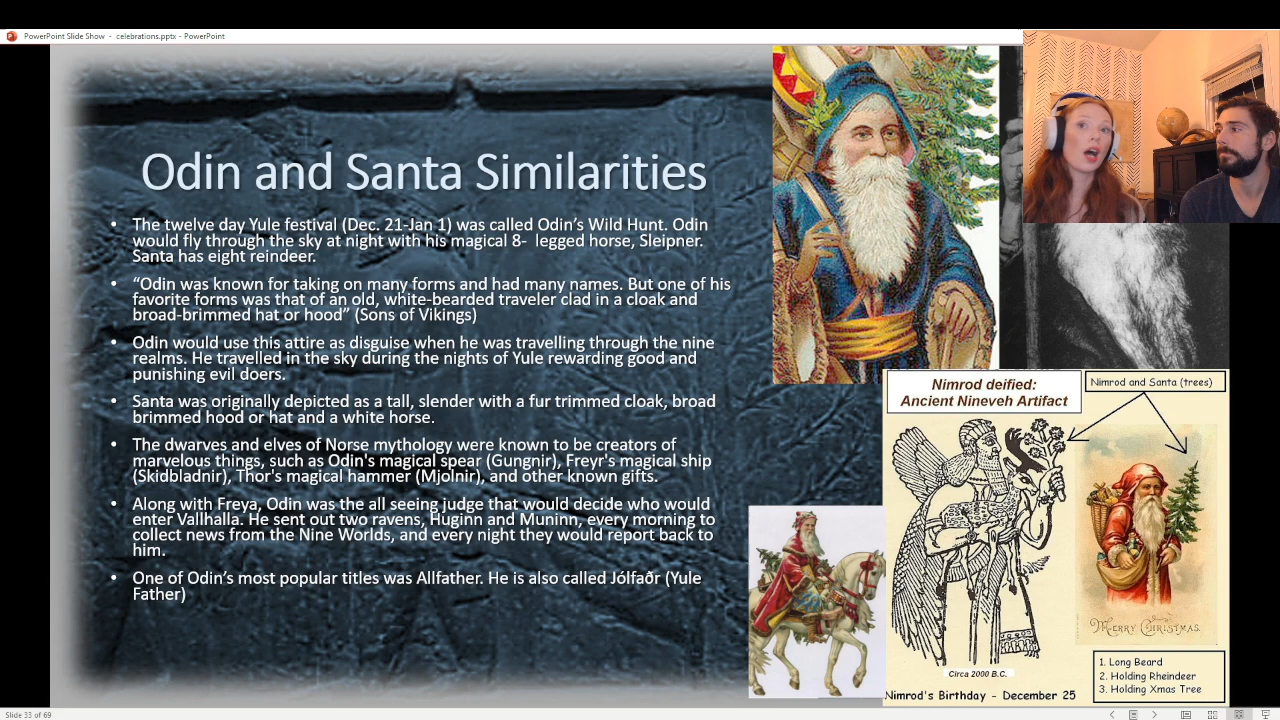 PowerPoint Slide Show - celebrations.pptx - PowerPoint
Odin and Santa Similarities
• The twelve day Yule festival (Dec. 21-Jan 1) was called Odin's Wild Hunt. Odin
would fly through the sky at night with his magical 8- legged horse, Sleipner.
Santa has eight reindeer.
• “Odin was known for taking on many forms and had many names. But one of his
favorite forms was that of an old, white-bearded traveler clad in a cloak and
broad-brimmed hat or hood” (Sons of Vikings)
• Odin would use this attire as disguise when he was travelling through the nine
realms. He travelled in the sky during the nights of Yule rewarding good and
punishing evil doers.
• Santa was originally depicted as a tall, slender with a fur trimmed cloak, broad
brimmed hood or hat and a white horse.
• The dwarves and elves of Norse mythology were known to be creators of
marvelous things, such as Odin's magical spear (Gungnir), Freyr's magical ship
(Skidbladnir), Thor's magical hammer (Mjolnir), and other known gifts.
• Along with Freya, Odin was the all seeing judge that would decide who would
enter Vallhalla. He sent out two ravens, Huginn and Muninn, every morning to
collect news from the Nine Worlds, and every night they would report back to
him.
• One of Odin’s most popular titles was Allfather. He is also called Jólfaðr (Yule
Father)
Nimrod deified:
Ancient Nineveh Artifact
Nimrod and Santa (trees)
MERRY CHRISTMAS.
Circa 2000 B.C.
1. Long Beard
2. Holding Rheindeer
3. Holding Xmas Tree
Nimrod's Birthday - December 25
Slide 33 of 69